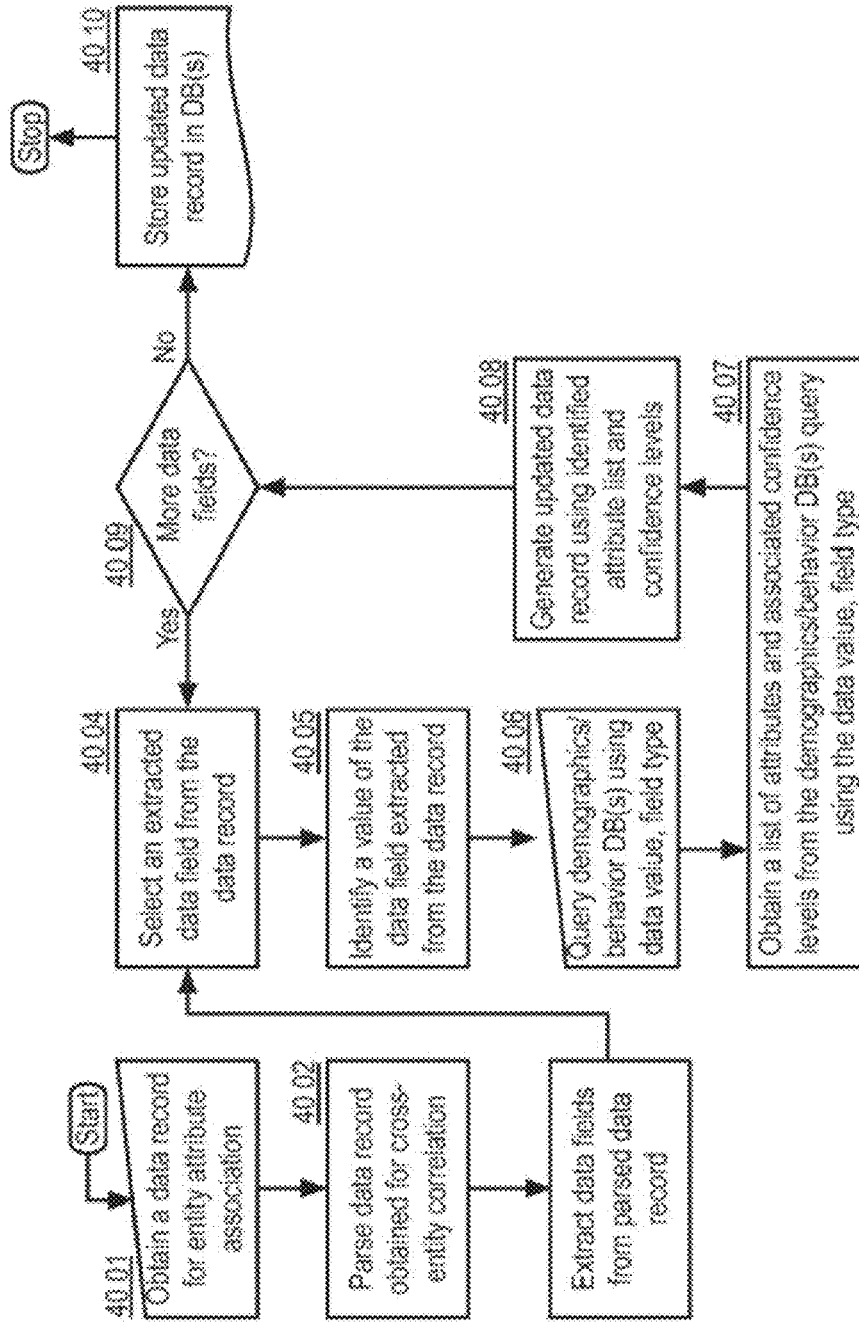 Start
40 01
Obtain a data record
for entity attribute
association
40 02
Parse data record
obtained for cross-
entity correlation
Extract data fields
from parsed data
record
40 04
Select an extracted
data field from the
data record
40 05
Identify a value of the
data field extracted
from the data record
40 06
Query demographics/
behavior DB(s) using
data value, field type
40 07
Obtain a list of attributes and associated confidence
levels from the demographics/behavior DB(s) query
using the data value, field type
40 08
Generate updated data
record using identified
attribute list and
confidence levels
40 09
More data
fields?
Yes
No
40 10
Store updated data
record in DB(s)
Stop